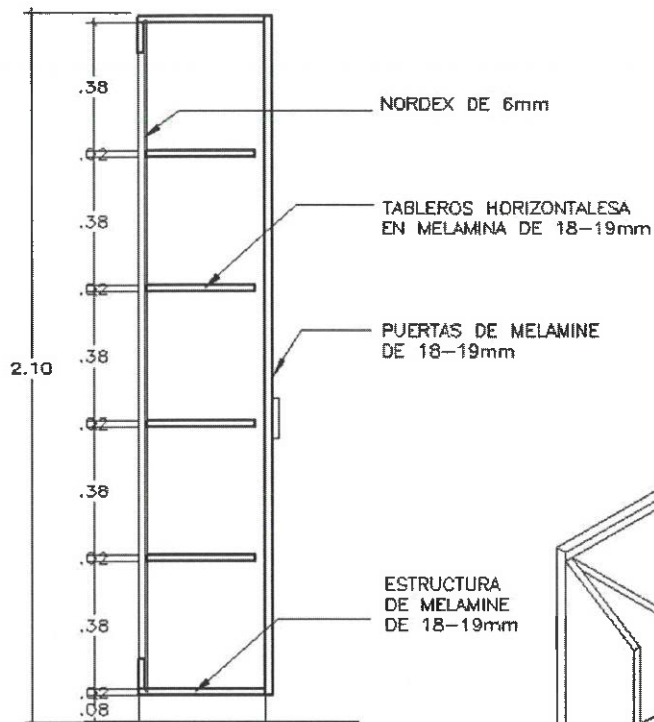 .38
NORDEX DE 6mm
.02
.38
TABLEROS HORIZONTALESA
EN MELAMINA DE 18-19mm
.02
.38
PUERTAS DE MELAMINE
DE 18-19mm
2.10
.02
.38
.02
.38
ESTRUCTURA
DE MELAMINE
DE 18-19mm
.02
.08